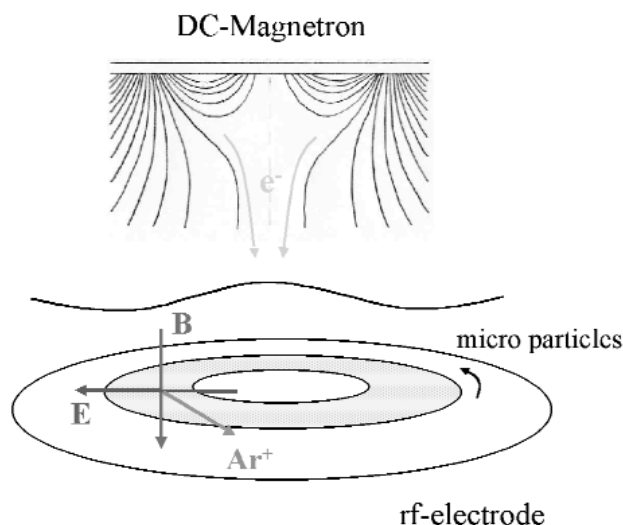 DC-Magnetron
e-
B
micro particles
E
Ar+
rf-electrode